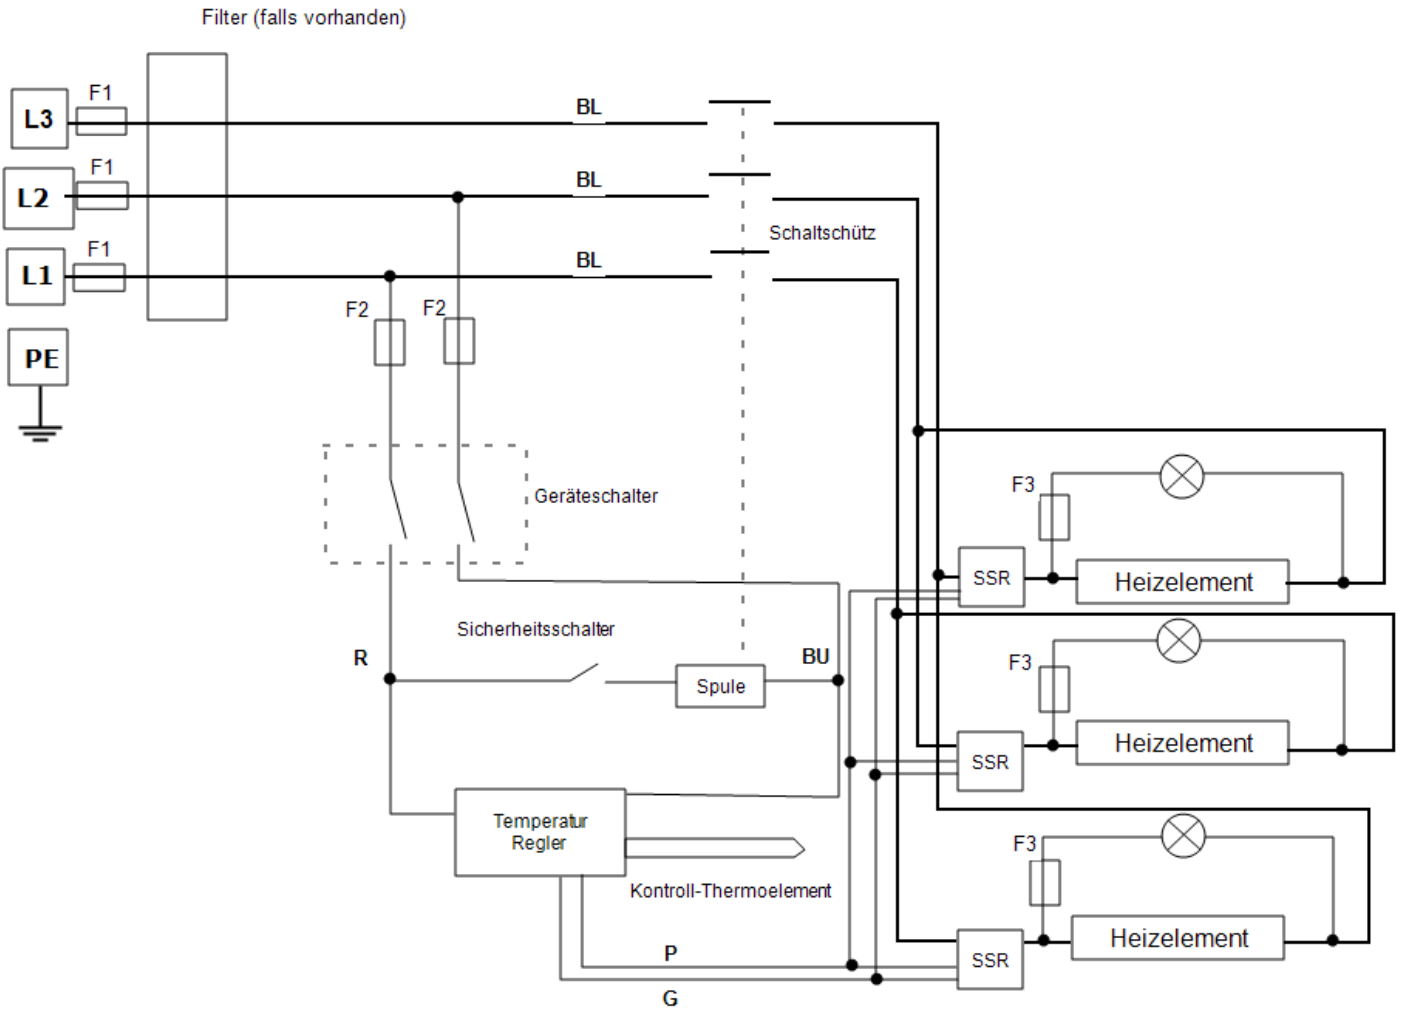 Filter (falls vorhanden)
F1
L3
BL
F1
L2
BL
Schaltschütz
F1
L1
BL
F2
F2
PE
Geräteschalter
F3
SSR
Heizelement
Sicherheitsschalter
R
BU
Spule
F3
SSR
Heizelement
Temperatur
Regler
Kontroll-Thermoelement
F3
SSR
Heizelement
P
G